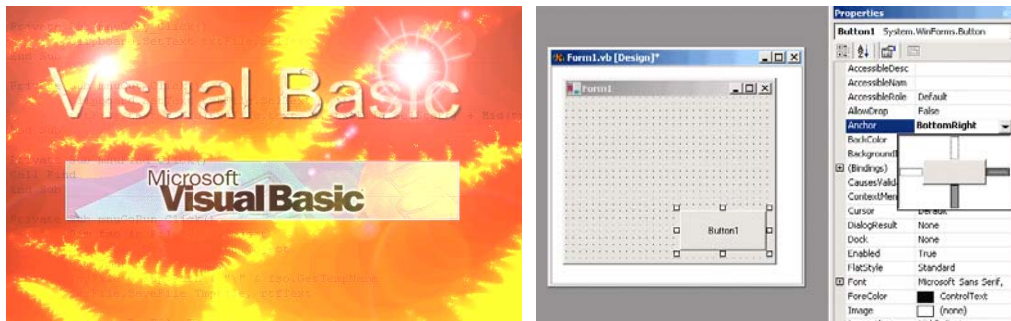 Visual Basic
Microsoft
Visual Basic
Form1.vb [Design]*
Form1
Button1
Properties
Button1 System.WinForms.Button
AccessibleDesc
AccessibleNam
AccessibleRole Default
AllowDrop False
Anchor BottomRight
BackColor
BackgroundI
(Bindings)
CausesValid
ContextMen
Cursor Default
DialogResult None
Dock None
Enabled True
FlatStyle Standard
Font Microsoft Sans Serif,
ForeColor ControlText
Image (none)